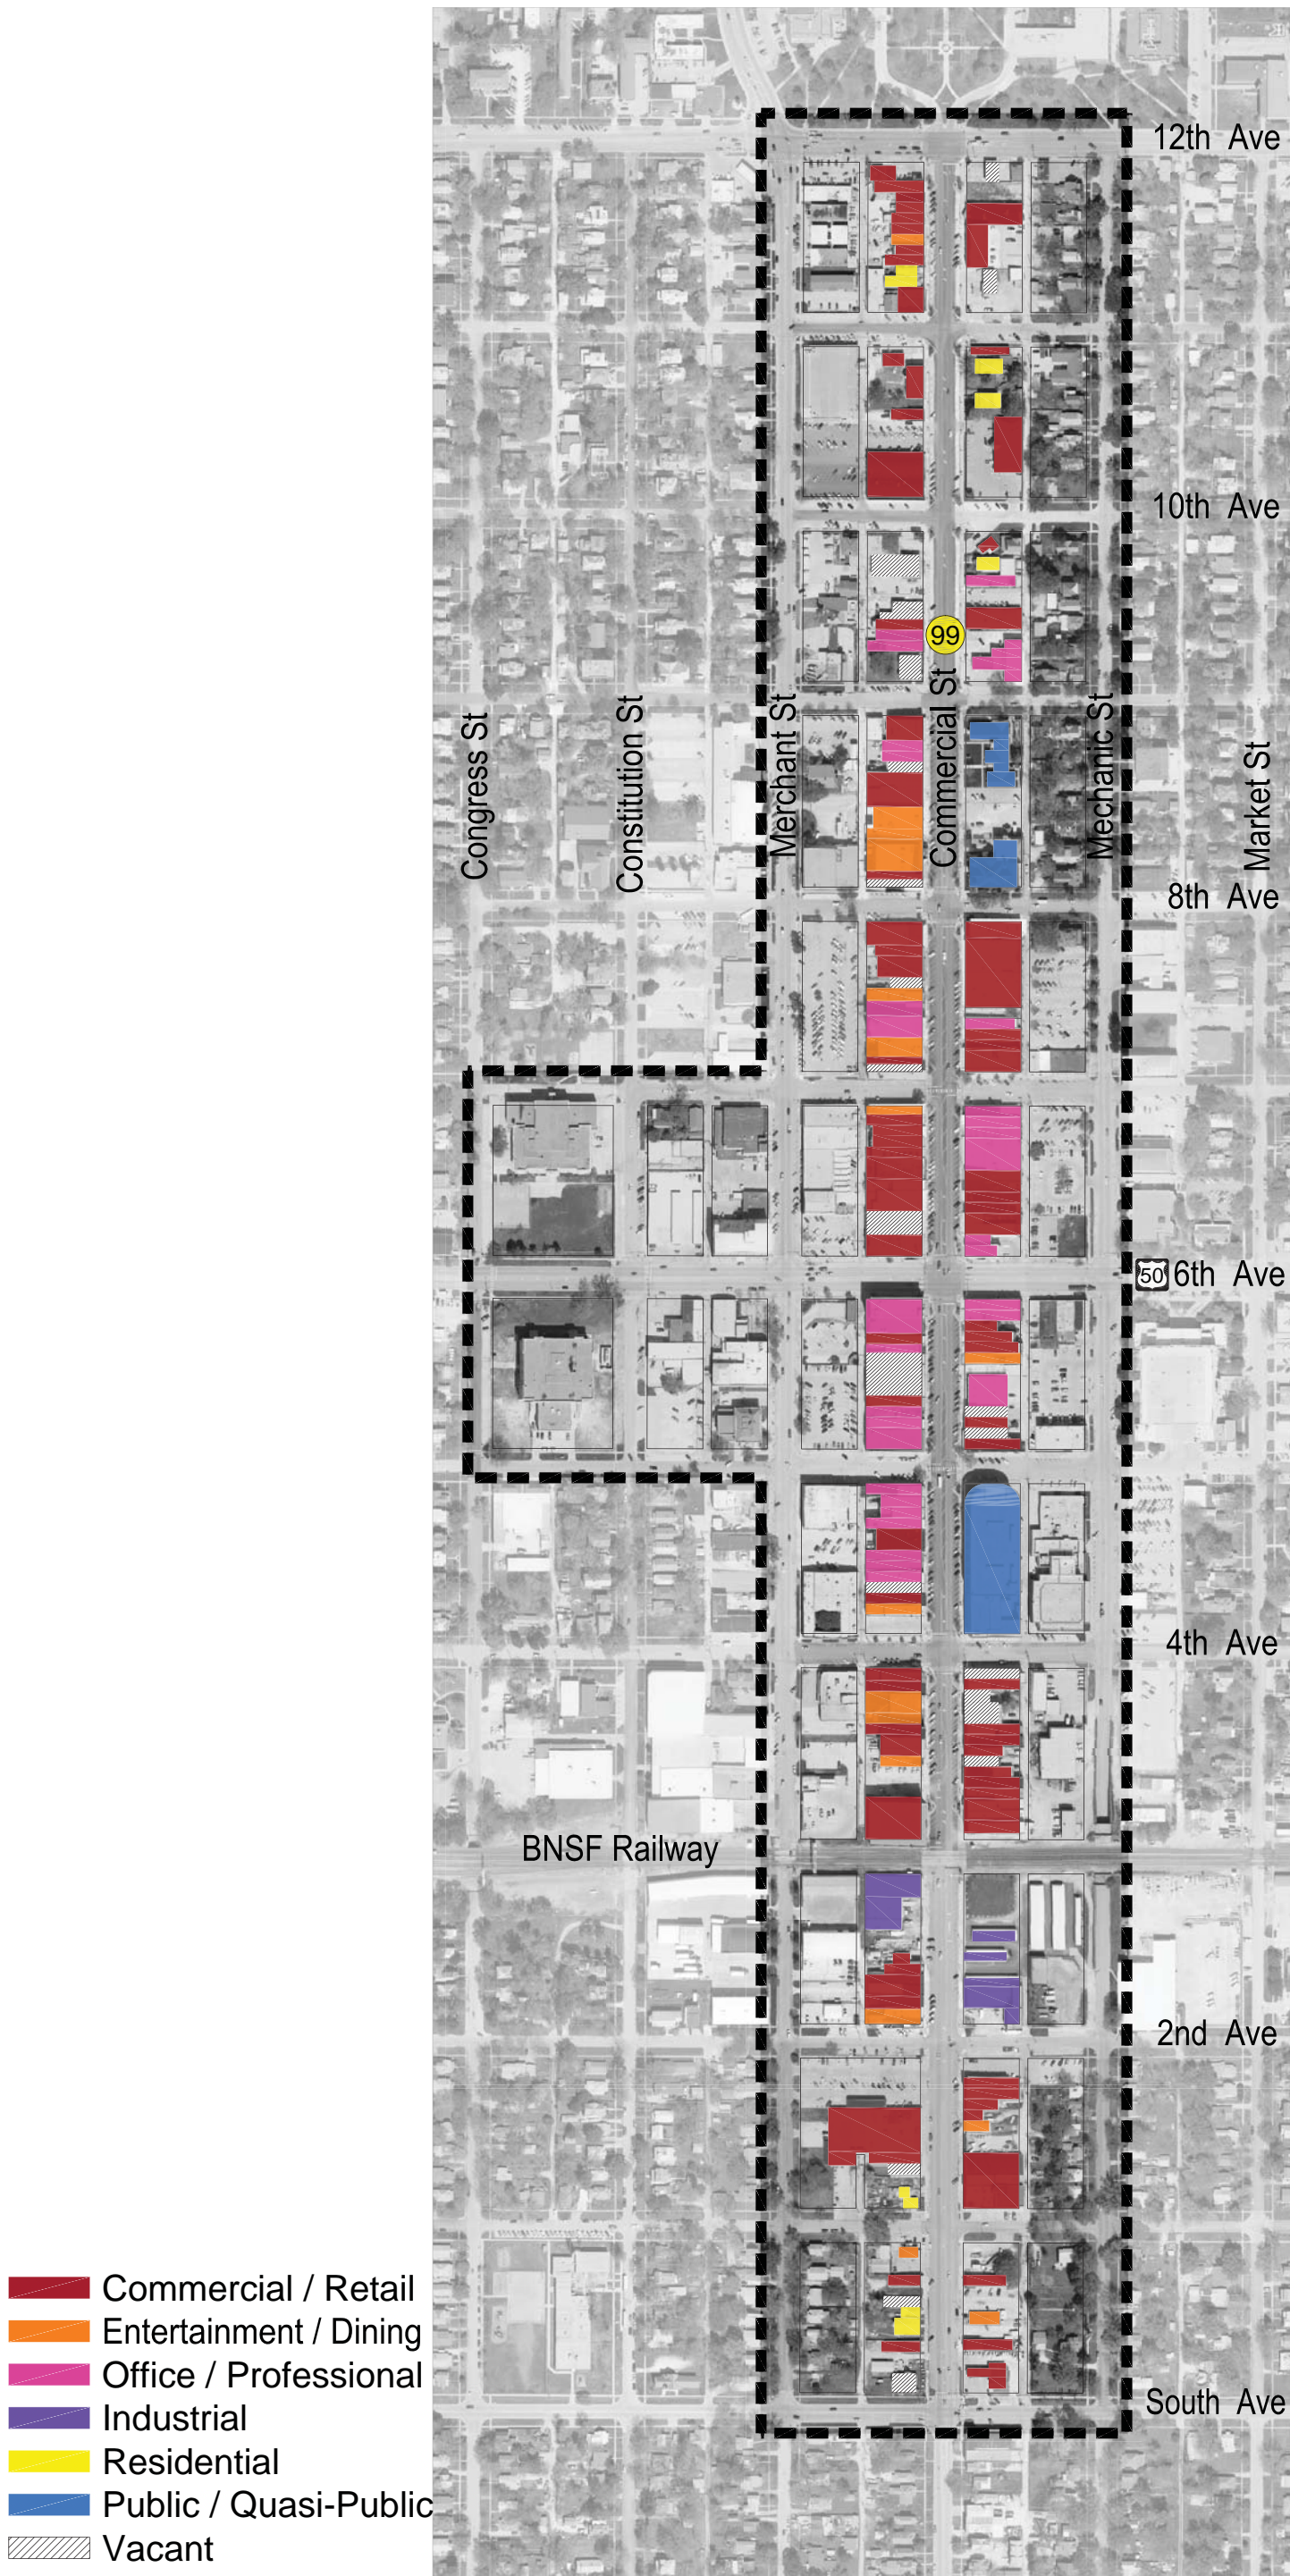 12th Ave
10th Ave
99
Congress St
Constitution St
Merchant St
Commercial St
Mechanic St
Market St
8th Ave
50 6th Ave
4th Ave
BNSF Railway
2nd Ave
South Ave
Commercial / Retail
Entertainment / Dining
Office / Professional
Industrial
Residential
Public / Quasi-Public
Vacant